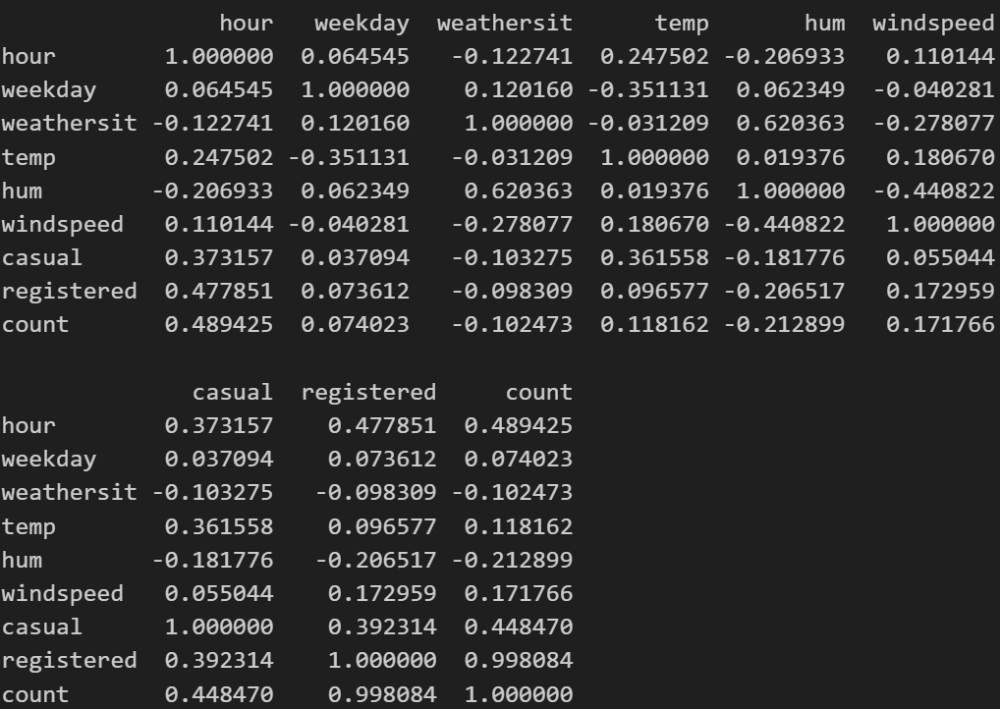 hour weekday weathersit temp hum windspeed
hour 1.000000 0.064545 -0.122741 0.247502 -0.206933 0.110144
weekday 0.064545 1.000000 0.120160 -0.351131 0.062349 -0.040281
weathersit -0.122741 0.120160 1.000000 -0.031209 0.620363 -0.278077
temp 0.247502 -0.351131 -0.031209 1.000000 0.019376 0.180670
hum -0.206933 0.062349 0.620363 0.019376 1.000000 -0.440822
windspeed 0.110144 -0.040281 -0.278077 0.180670 -0.440822 1.000000
casual 0.373157 0.037094 -0.103275 0.361558 -0.181776 0.055044
registered 0.477851 0.073612 -0.098309 0.096577 -0.206517 0.172959
count 0.489425 0.074023 -0.102473 0.118162 -0.212899 0.171766
casual registered count
hour 0.373157 0.477851 0.489425
weekday 0.037094 0.073612 0.074023
weathersit -0.103275 -0.098309 -0.102473
temp 0.361558 0.096577 0.118162
hum -0.181776 -0.206517 -0.212899
windspeed 0.055044 0.172959 0.171766
casual 1.000000 0.392314 0.448470
registered 0.392314 1.000000 0.998084
count 0.448470 0.998084 1.000000